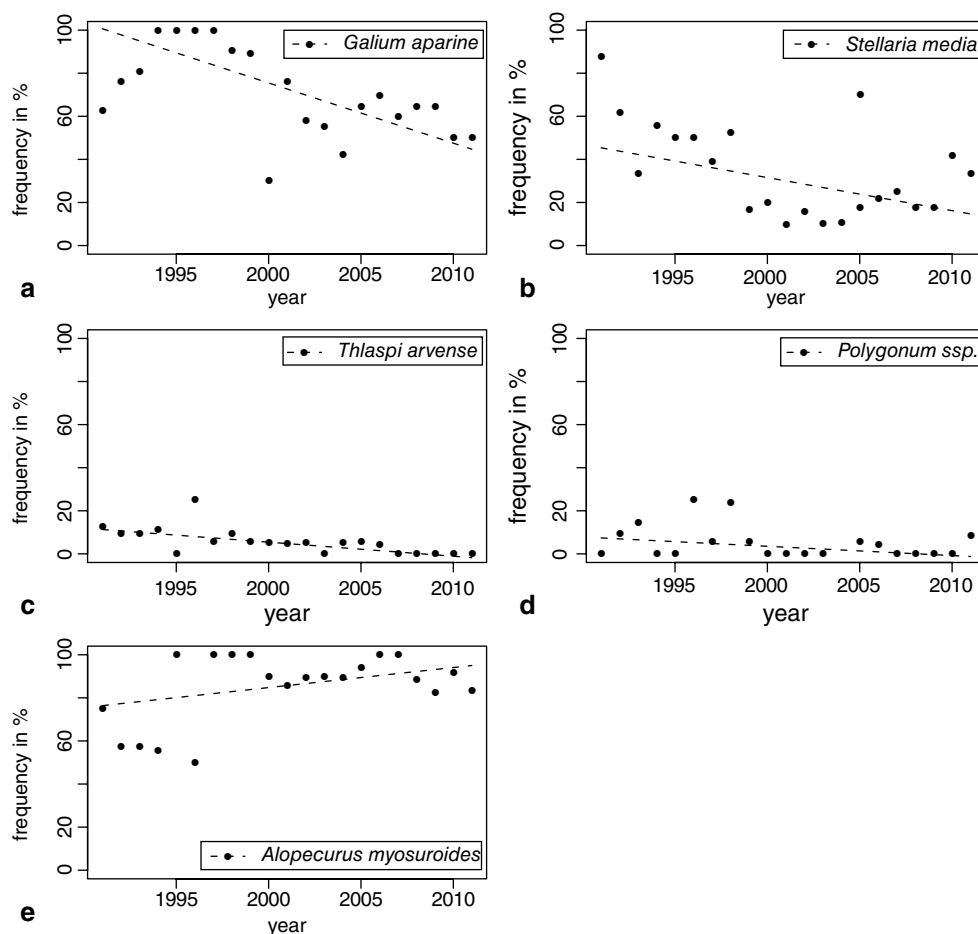 frequency in %
0 20 60 100
Galium aparine
1995 2000 2005 2010
year
a
frequency in %
0 20 60 100
Stellaria media
1995 2000 2005 2010
year
b
frequency in %
0 20 60 100
Thlaspi arvense
1995 2000 2005 2010
year
c
frequency in %
0 20 60 100
Polygonum ssp.
1995 2000 2005 2010
year
d
frequency in %
0 20 60 100
Alopecurus myosuroides
1995 2000 2005 2010
year
e